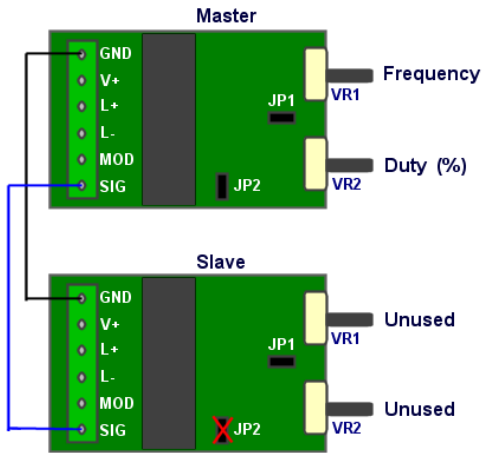 Master
GND
V+
L+
L-
MOD
SIG
JP1
JP2
VR1
Frequency
VR2
Duty (%)
Slave
GND
V+
L+
L-
MOD
SIG
JP1
JP2
VR1
Unused
VR2
Unused